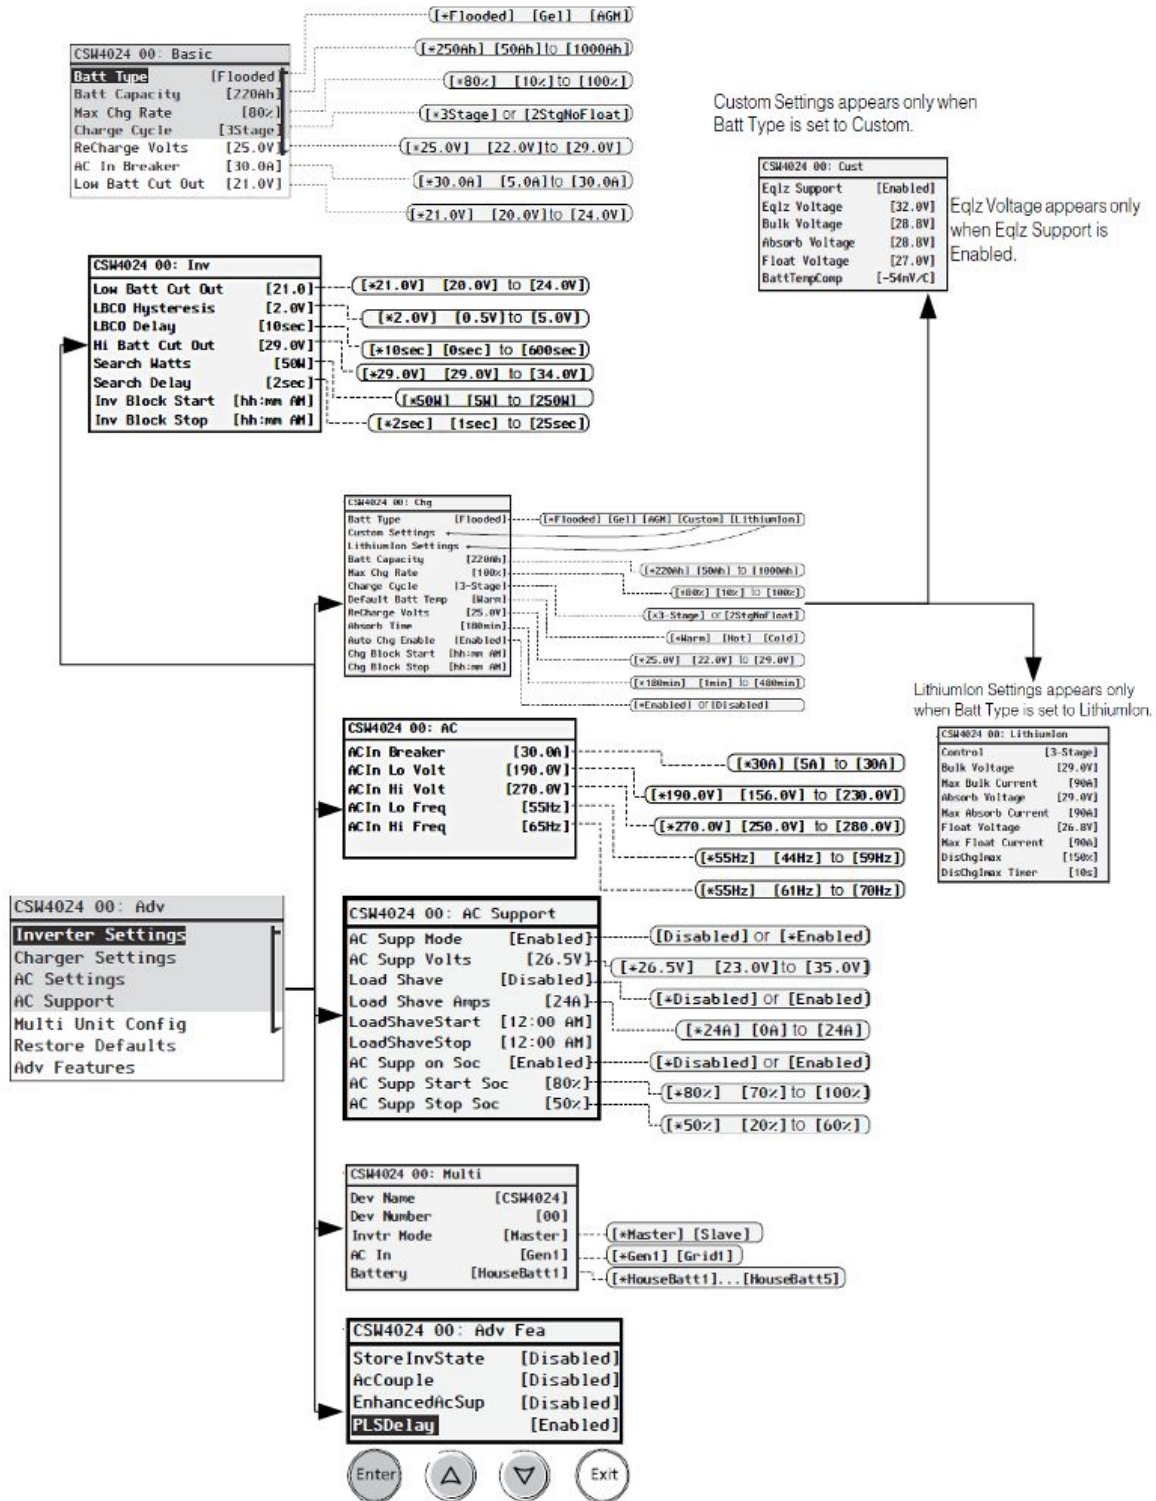 [*Flooded] [Gel] [AGM]
CSW4024 00: Basic
Batt Type [Flooded]
Batt Capacity [220Ah]
Max Chg Rate [80%]
Charge Cycle [3Stage]
ReCharge Volts [25.0V]
AC In Breaker [30.0A]
Low Batt Cut Out [21.0V]
[*250Ah] [50Ah]to [1000Ah]
[*80%] [10%]to [100%]
[*3Stage] or [2StgNoFloat]
[*25.0V] [22.0V]to [29.0V]
[*30.0A] [5.0A]to [30.0A]
[*21.0V] [20.0V]to [24.0V]
Custom Settings appears only when
Batt Type is set to Custom.
CSW4024 00: Cust
Eqlz Support [Enabled]
Eqlz Voltage [32.0V]
Bulk Voltage [28.8V]
Absorb Voltage [28.8V]
Float Voltage [27.0V]
BattTempComp [-54mV/C]
Eqlz Voltage appears only
when Eqlz Support is
Enabled.
CSW4024 00: Inv
Low Batt Cut Out [21.0]
LBCO Hysteresis [2.0V]
LBCO Delay [10sec]
Hi Batt Cut Out [29.0V]
Search Watts [50W]
Search Delay [2sec]
Inv Block Start [hh:mm AM]
Inv Block Stop [hh:mm AM]
[*21.0V] [20.0V] to [24.0V]
[*2.0V] [0.5V]to [5.0V]
[*10sec] [0sec] to [600sec]
[*29.0V] [29.0V] to [34.0V]
[*50W] [5W] to [250W]
[*2sec] [1sec] to [25sec]
CSW4024 00: Chg
Batt Type [Flooded]
Custom Settings
LithiumIon Settings
Batt Capacity [220Ah]
Max Chg Rate [100%]
Charge Cycle [3-Stage]
Default Batt Temp [Warm]
ReCharge Volts [25.0V]
Absorb Time [180min]
Auto Chg Enable [Enabled]
Chg Block Start [hh:mm AM]
Chg Block Stop [hh:mm AM]
[*Flooded] [Gel] [AGM] [Custom] [LithiumIon]
[*220Ah] [50Ah] to [1000Ah]
[*80%] [10%] to [100%]
[*3-Stage] or [2StgNoFloat]
[*Warm] [Hot] [Cold]
[*25.0V] [22.0V] to [29.0V]
[*180min] [1min] to [480min]
[*Enabled] or[Disabled]
LithiumIon Settings appears only
when Batt Type is set to LithiumIon.
CSW4024 00: LithiumIon
Control [3-Stage]
Bulk Voltage [29.0V]
Max Bulk Current [90A]
Absorb Voltage [29.0V]
Max Absorb Current [90A]
Float Voltage [26.8V]
Max Float Current [90A]
DisChgImax [150%]
DisChgImax Timer [10s]
CSW4024 00: AC
ACIn Breaker [30.0A]
ACIn Lo Volt [190.0V]
ACIn Hi Volt [270.0V]
ACIn Lo Freq [55Hz]
ACIn Hi Freq [65Hz]
[*30A] [5A] to [30A]
[*190.0V] [156.0V] to [230.0V]
[*270.0V] [250.0V] to [280.0V]
[*55Hz] [44Hz] to [59Hz]
[*55Hz] [61Hz] to [70Hz]
CSW4024 00: Adv
Inverter Settings
Charger Settings
AC Settings
AC Support
Multi Unit Config
Restore Defaults
Adv Features
CSW4024 00: AC Support
AC Supp Mode [Enabled]
AC Supp Volts [26.5V]
Load Shave [Disabled]
Load Shave Amps [24A]
LoadShaveStart [12:00 AM]
LoadShaveStop [12:00 AM]
AC Supp on Soc [Enabled]
AC Supp Start Soc [80%]
AC Supp Stop Soc [50%]
[Disabled] or [*Enabled]
[*26.5V] [23.0V]to [35.0V]
[*Disabled] or [Enabled]
[*24A] [0A] to [24A]
[*Disabled] or [Enabled]
[*80%] [70%] to [100%]
[*50%] [20%] to [60%]
CSW4024 00: Multi
Dev Name [CSW4024]
Dev Number [00]
Invtr Mode [Master]
AC In [Gen1]
Battery [HouseBatt1]
[*Master] [Slave]
[*Gen1] [Grid1]
[*HouseBatt1]...[HouseBatt5]
CSW4024 00: Adv Fea
StoreInvState [Disabled]
AcCouple [Disabled]
EnhancedAcSup [Disabled]
PLSDelay [Enabled]
Enter
Exit